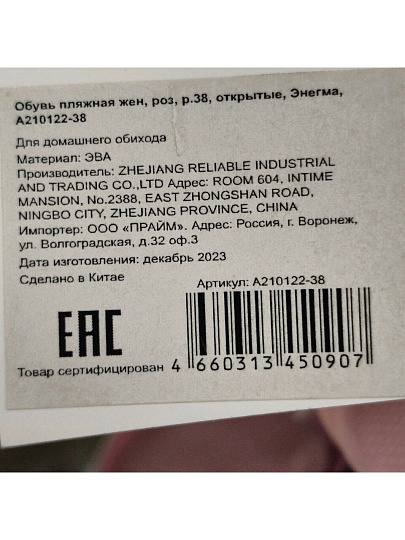 Обувь пляжная жен, роз, р.38, открытые, Энегма,
А210122-38
Для домашнего обихода
Материал: ЭВА
Производитель: ZHEJIANG RELIABLE INDUSTRIAL
AND TRADING CO.,LTD Адрес: ROOM 604, INTIME
MANSION, No.2388, EAST ZHONGSHAN ROAD,
NINGBO CITY, ZHEJIANG PROVINCE, CHINA
Импортер: ООО «ПРАЙМ». Адрес: Россия, г. Воронеж,
ул. Волгоградская, д.32 оф.3
Дата изготовления: декабрь 2023
Сделано в Китае
Артикул: А210122-38
EAC
Товар сертифицирован
4 660313 450907